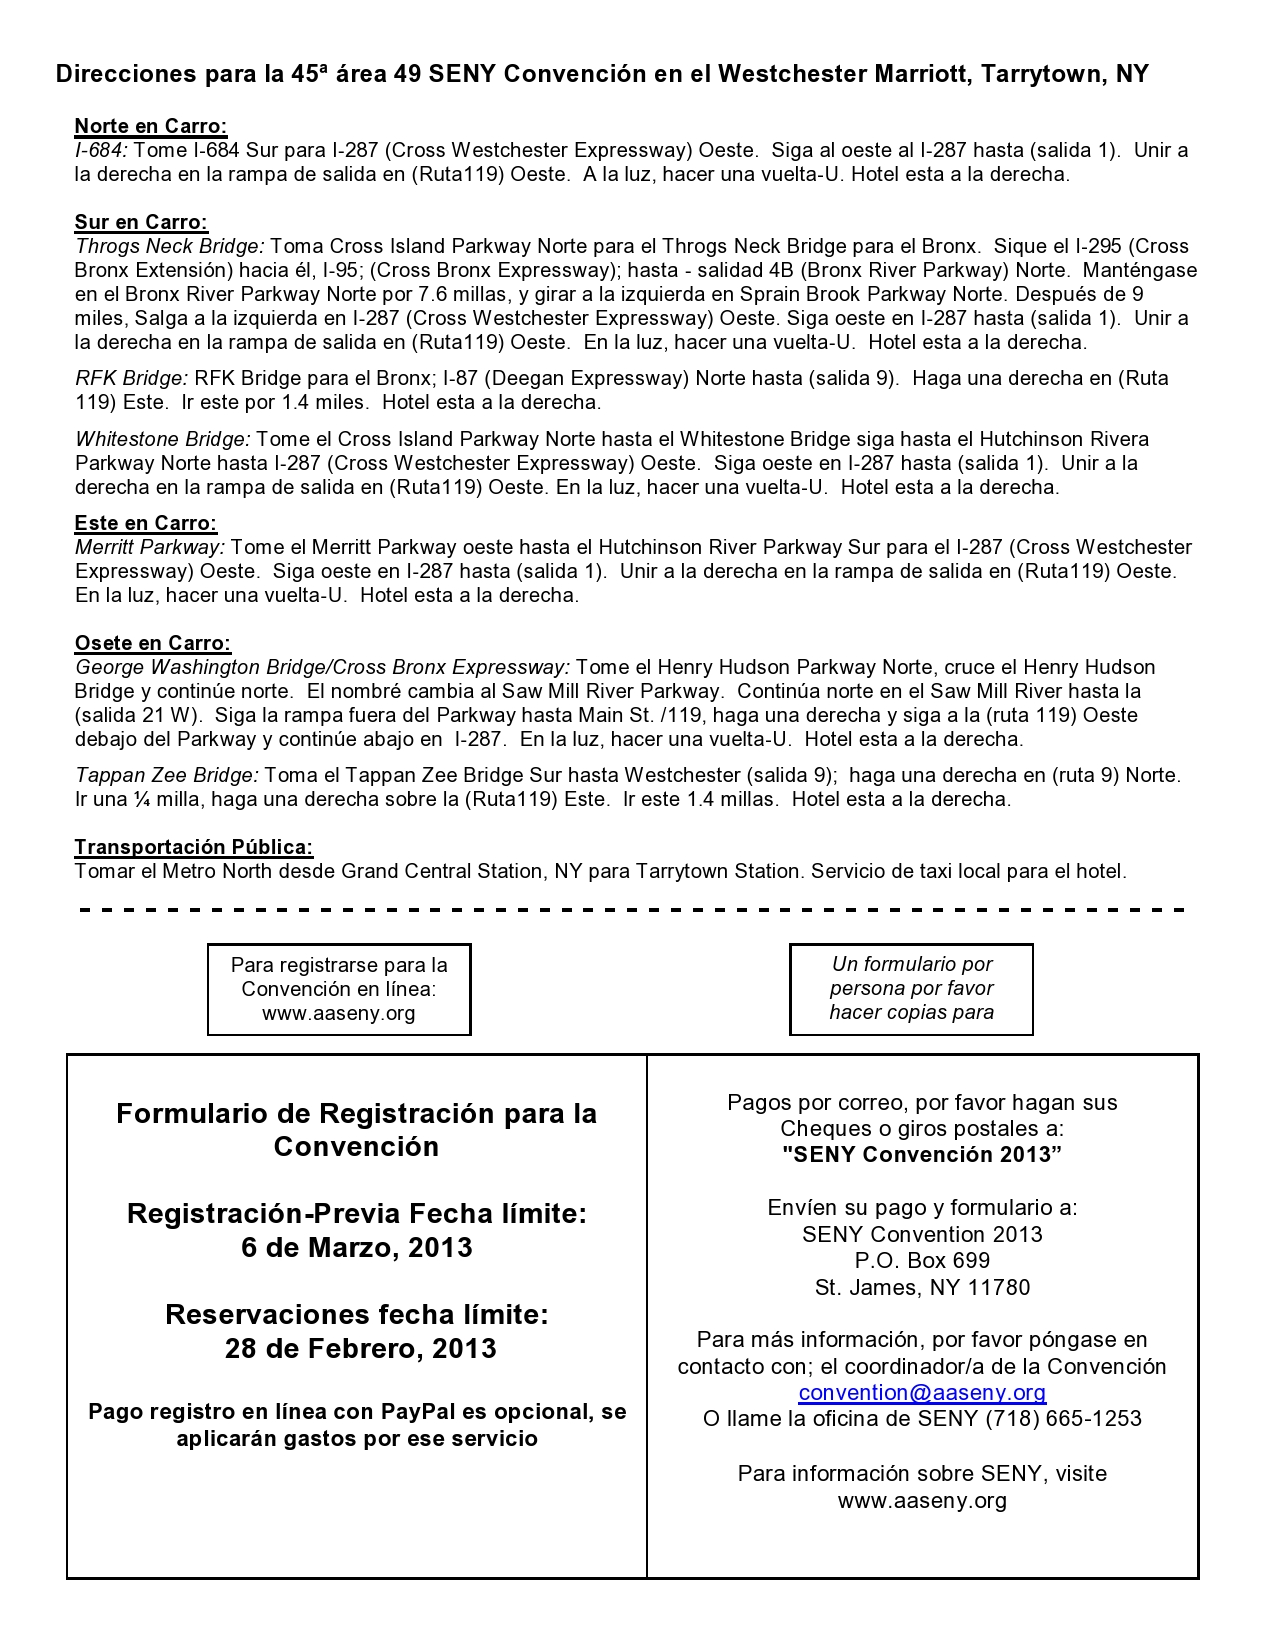 Direcciones para la 45ª área 49 SENY Convención en el Westchester Marriott, Tarrytown, NY
Norte en Carro:
I-684: Tome I-684 Sur para I-287 (Cross Westchester Expressway) Oeste. Siga al oeste al I-287 hasta (salida 1). Unir a
la derecha en la rampa de salida en (Ruta119) Oeste. A la luz, hacer una vuelta-U. Hotel esta a la derecha.
Sur en Carro:
Throgs Neck Bridge: Toma Cross Island Parkway Norte para el Throgs Neck Bridge para el Bronx. Sique el I-295 (Cross
Bronx Extensión) hacia él, I-95; (Cross Bronx Expressway); hasta - salidad 4B (Bronx River Parkway) Norte. Manténgase
en el Bronx River Parkway Norte por 7.6 millas, y girar a la izquierda en Sprain Brook Parkway Norte. Después de 9
miles, Salga a la izquierda en I-287 (Cross Westchester Expressway) Oeste. Siga oeste en I-287 hasta (salida 1). Unir a
la derecha en la rampa de salida en (Ruta119) Oeste. En la luz, hacer una vuelta-U. Hotel esta a la derecha.
RFK Bridge: RFK Bridge para el Bronx; I-87 (Deegan Expressway) Norte hasta (salida 9). Haga una derecha en (Ruta
119) Este. Ir este por 1.4 miles. Hotel esta a la derecha.
Whitestone Bridge: Tome el Cross Island Parkway Norte hasta el Whitestone Bridge siga hasta el Hutchinson Rivera
Parkway Norte hasta I-287 (Cross Westchester Expressway) Oeste. Siga oeste en I-287 hasta (salida 1). Unir a la
derecha en la rampa de salida en (Ruta119) Oeste. En la luz, hacer una vuelta-U. Hotel esta a la derecha.
Este en Carro:
Merritt Parkway: Tome el Merritt Parkway oeste hasta el Hutchinson River Parkway Sur para el I-287 (Cross Westchester
Expressway) Oeste. Siga oeste en I-287 hasta (salida 1). Unir a la derecha en la rampa de salida en (Ruta119) Oeste.
En la luz, hacer una vuelta-U. Hotel esta a la derecha.
Osete en Carro:
George Washington Bridge/Cross Bronx Expressway: Tome el Henry Hudson Parkway Norte, cruce el Henry Hudson
Bridge y continúe norte. El nombré cambia al Saw Mill River Parkway. Continúa norte en el Saw Mill River hasta la
(salida 21 W). Siga la rampa fuera del Parkway hasta Main St. /119, haga una derecha y siga a la (ruta 119) Oeste
debajo del Parkway y continúe abajo en I-287. En la luz, hacer una vuelta-U. Hotel esta a la derecha.
Tappan Zee Bridge: Toma el Tappan Zee Bridge Sur hasta Westchester (salida 9); haga una derecha en (ruta 9) Norte.
Ir una ¼ milla, haga una derecha sobre la (Ruta119) Este. Ir este 1.4 millas. Hotel esta a la derecha.
Transportación Pública:
Tomar el Metro North desde Grand Central Station, NY para Tarrytown Station. Servicio de taxi local para el hotel.
Para registrarse para la
Convención en línea:
www.aaseny.org
Un formulario por
persona por favor
hacer copias para
Formulario de Registración para la
Convención
Registración-Previa Fecha límite:
6 de Marzo, 2013
Reservaciones fecha límite:
28 de Febrero, 2013
Pago registro en línea con PayPal es opcional, se
aplicarán gastos por ese servicio
Pagos por correo, por favor hagan sus
Cheques o giros postales a:
"SENY Convención 2013”
Envíen su pago y formulario a:
SENY Convention 2013
P.O. Box 699
St. James, NY 11780
Para más información, por favor póngase en
contacto con; el coordinador/a de la Convención
convention@aaseny.org
O llame la oficina de SENY (718) 665-1253
Para información sobre SENY, visite
www.aaseny.org